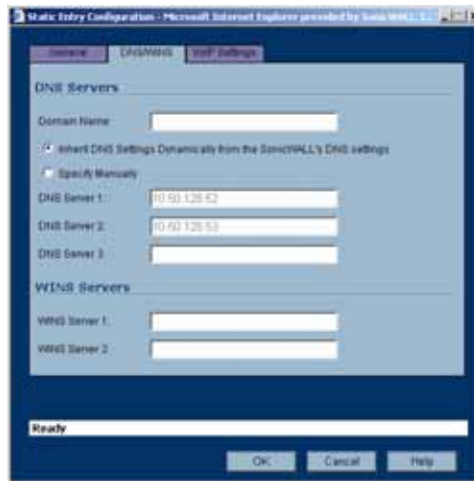 Static Entry Configuration - Microsoft Internet Explorer provided by SonicWALL, I...
General DNS/WINS VoIP Settings
DNS Servers
Domain Name:
Inherit DNS Settings Dynamically from the SonicWALL's DNS settings
Specify Manually
DNS Server 1: 10.50.128.52
DNS Server 2: 10.50.128.53
DNS Server 3:
WINS Servers
WINS Server 1:
WINS Server 2:
Ready
OK Cancel Help